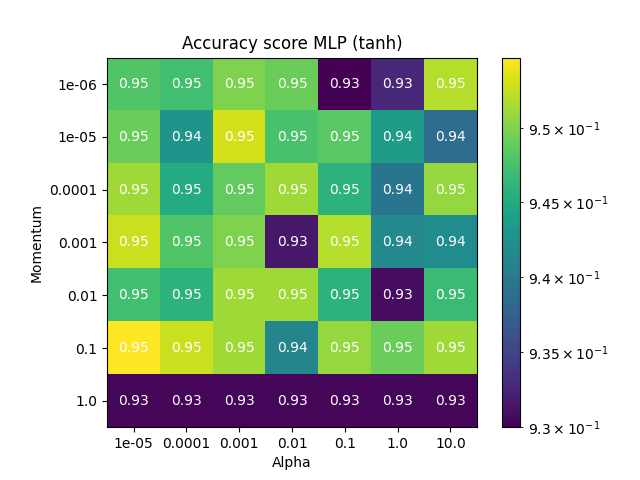 Accuracy score MLP (tanh)
1e-06 0.95 0.95 0.95 0.95 0.93 0.93 0.95
1e-05 0.95 0.94 0.95 0.95 0.95 0.94 0.94
0.0001 0.95 0.95 0.95 0.95 0.95 0.94 0.95
0.001 0.95 0.95 0.95 0.93 0.95 0.94 0.94
0.01 0.95 0.95 0.95 0.95 0.95 0.93 0.95
0.1 0.95 0.95 0.95 0.94 0.95 0.95 0.95
1.0 0.93 0.93 0.93 0.93 0.93 0.93 0.93
1e-05 0.0001 0.001 0.01 0.1 1.0 10.0
Alpha
Momentum
9.5 × 10⁻¹
9.45 × 10⁻¹
9.4 × 10⁻¹
9.35 × 10⁻¹
9.3 × 10⁻¹